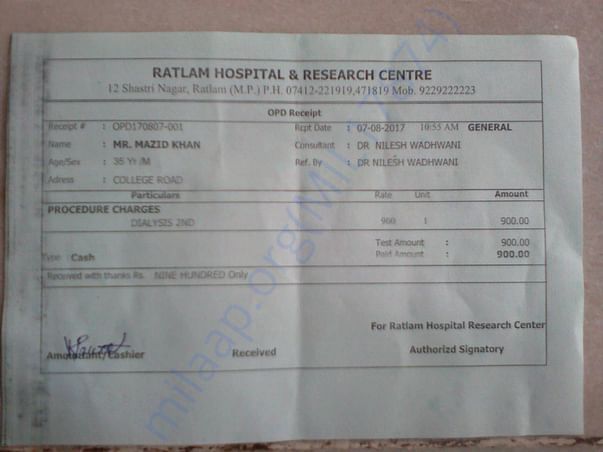 RATLAM HOSPITAL & RESEARCH CENTRE
12 Shastri Nagar, Ratlam (M.P.) P.H. 07412-221919,471819 Mob. 9229222223
OPD Receipt
Receipt # : OPD170807-001 Rcpt Date : 07-08-2017 10:55 AM GENERAL
Name : MR. MAZID KHAN Consultant : DR NILESH WADHWANI
Age/Sex : 35 Yr /M Ref. By : DR NILESH WADHWANI
Adress : COLLEGE ROAD
Particulars Rate Unit Amount
PROCEDURE CHARGES
DIALYSIS 2ND 900 1 900.00
Test Amount : 900.00
Type : Cash Paid Amount : 900.00
Received with thanks Rs. NINE HUNDRED Only
For Ratlam Hospital Research Center
/Cashier Received Authorizd Signatory
milaap.org